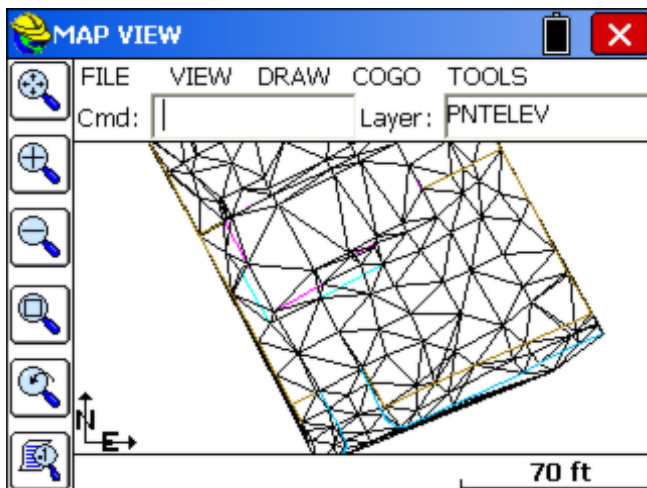 MAP VIEW
FILE VIEW DRAW COGO TOOLS
Cmd: Layer: PNTELEV
N
E
70 ft